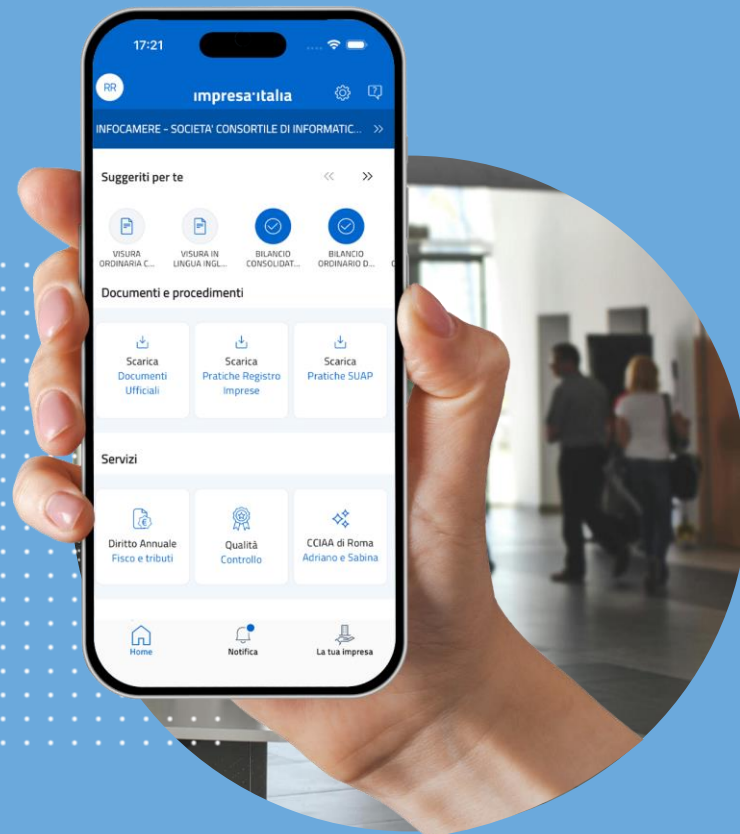 17:21
RR
impresa·italia
INFOCAMERE - SOCIETA' CONSORTILE DI INFORMATIC... >>
Suggeriti per te
VISURA
ORDINARIA C...
VISURA IN
LINGUA INGL...
BILANCIO
CONSOLIDAT...
BILANCIO
ORDINARIO D...
Documenti e procedimenti
Scarica
Documenti
Ufficiali
Scarica
Pratiche Registro
Imprese
Scarica
Pratiche SUAP
Servizi
Diritto Annuale
Fisco e tributi
Qualità
Controllo
CCIAA di Roma
Adriano e Sabina
Home
Notifica
La tua impresa